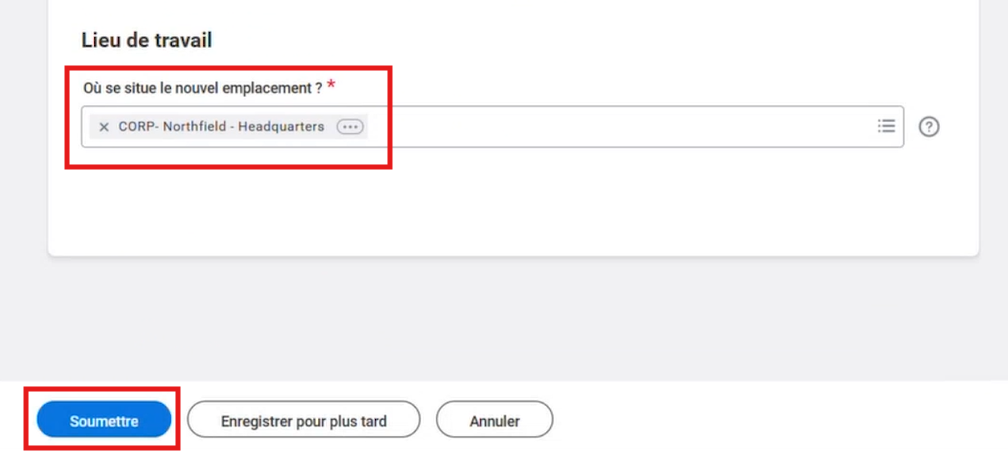 Lieu de travail
Où se situe le nouvel emplacement ? *
× CORP- Northfield - Headquarters
Soumettre
Enregistrer pour plus tard
Annuler